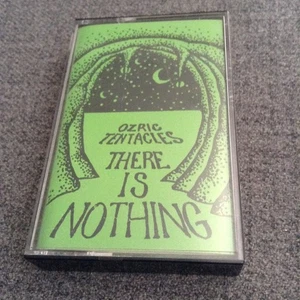 OZRIC
TENTACLES
THERE
IS
NOTHING